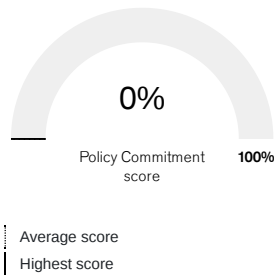 0%
Policy Commitment
score
100%
Average score
Highest score